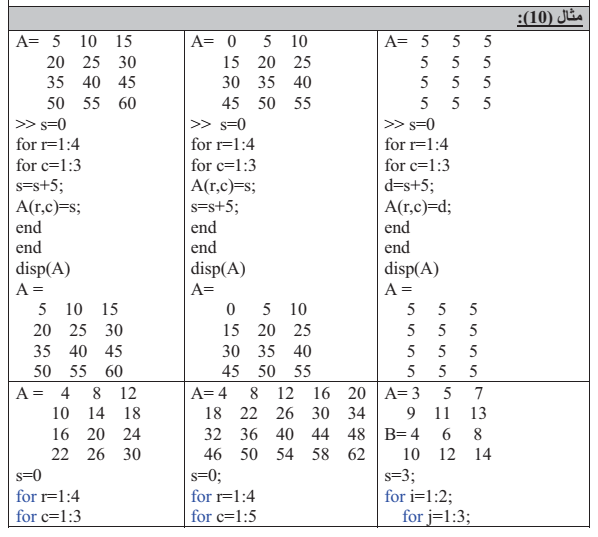 مثال (10):
A= 5 10 15
20 25 30
35 40 45
50 55 60
>> s=0
for r=1:4
for c=1:3
s=s+5;
A(r,c)=s;
end
end
disp(A)
A =
5 10 15
20 25 30
35 40 45
50 55 60
A= 0 5 10
15 20 25
30 35 40
45 50 55
>> s=0
for r=1:4
for c=1:3
A(r,c)=s;
s=s+5;
end
end
disp(A)
A=
0 5 10
15 20 25
30 35 40
45 50 55
A= 5 5 5
5 5 5
5 5 5
5 5 5
>> s=0
for r=1:4
for c=1:3
d=s+5;
A(r,c)=d;
end
end
disp(A)
A =
5 5 5
5 5 5
5 5 5
5 5 5
A = 4 8 12
10 14 18
16 20 24
22 26 30
s=0
for r=1:4
for c=1:3
A= 4 8 12 16 20
18 22 26 30 34
32 36 40 44 48
46 50 54 58 62
s=0;
for r=1:4
for c=1:5
A= 3 5 7
9 11 13
B= 4 6 8
10 12 14
s=3;
for i=1:2;
for j=1:3;